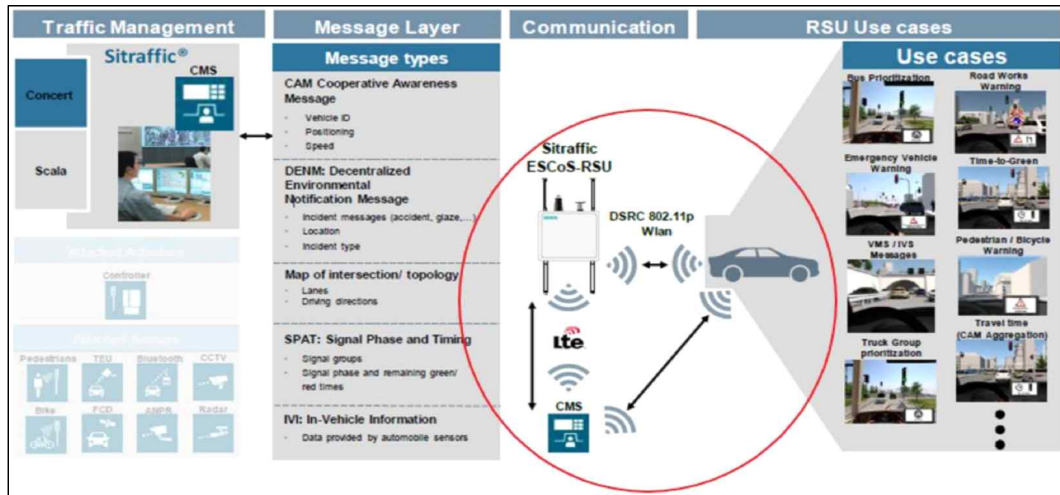 Traffic Management
Message Layer
Communication
RSU Use cases
Sitraffic®
CMS
Concert
Scala
Controller
Pedestrians
TEU
Bluetooth
CCTV
Bike
FCD
ANPR
Radar
Message types
CAM Cooperative Awareness
Message
- Vehicle ID
- Positioning
- Speed
DENM: Decentralized
Environmental
Notification Message
- Incident messages (accident, glaze,...)
- Location
- Incident type
Map of intersection/ topology
- Lanes
- Driving directions
SPAT: Signal Phase and Timing
- Signal groups
- Signal phase and remaining green/
red times
IVI: In-Vehicle Information
- Data provided by automobile sensors
Sitraffic
ESCoS-RSU
DSRC 802.11p
Wlan
Lte
CMS
Use cases
Bus Prioritization
Road Works
Warning
Emergency Vehicle
Warning
Time-to-Green
VMS / IVS
Messages
Pedestrian / Bicycle
Warning
Truck Group
prioritization
Travel time
(CAM Aggregation)